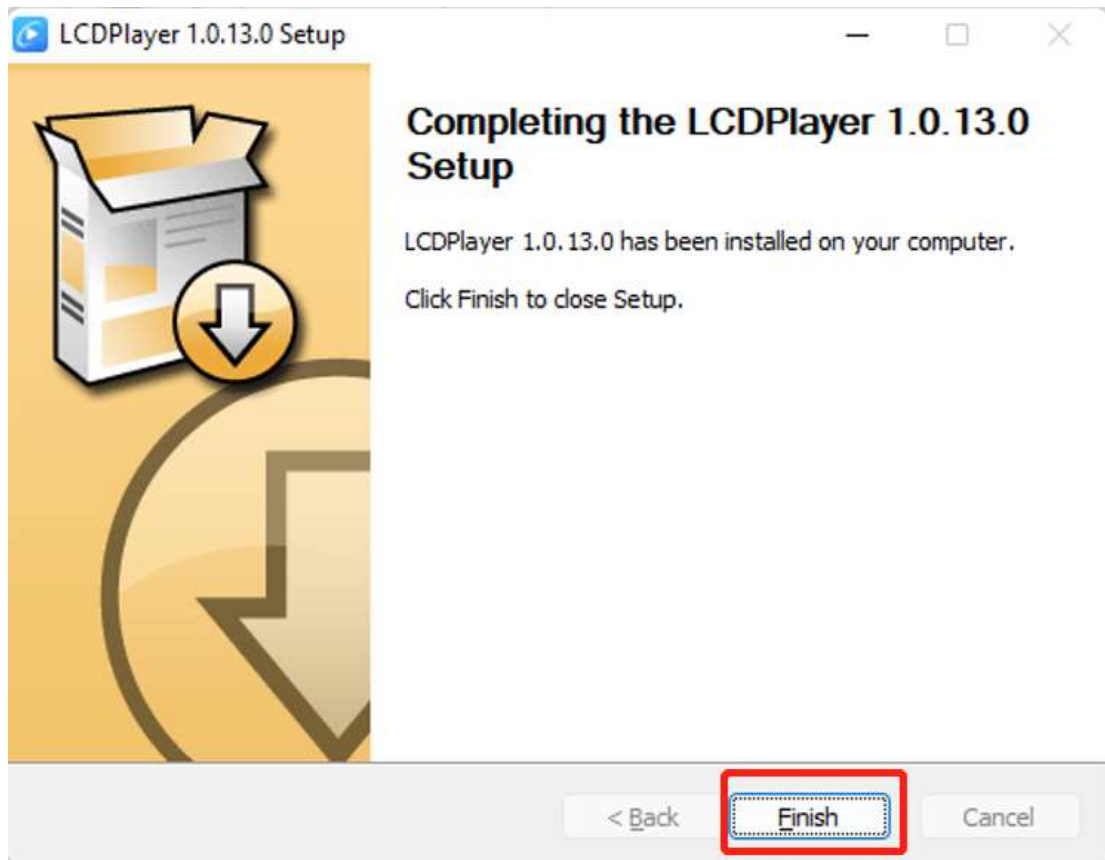 LCDPlayer 1.0.13.0 Setup
Completing the LCDPlayer 1.0.13.0
Setup
LCDPlayer 1.0.13.0 has been installed on your computer.
Click Finish to close Setup.
< Back
Finish
Cancel